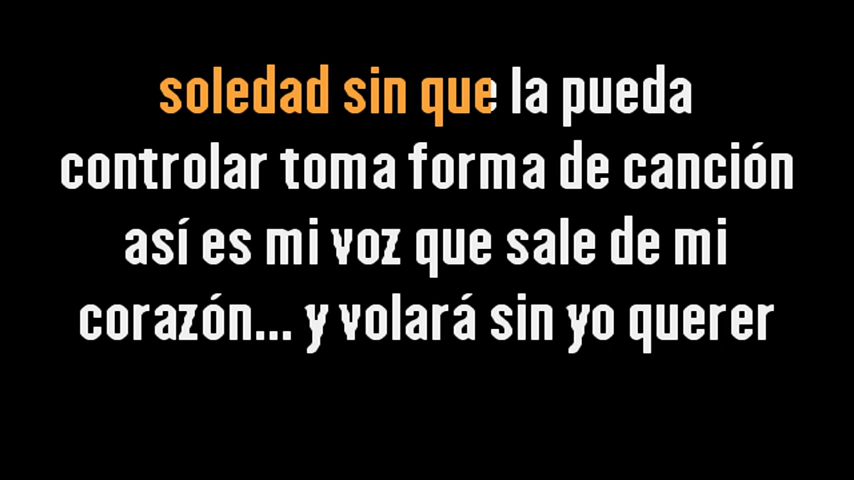 soledad sin que la pueda
controlar toma forma de canción
así es mi voz que sale de mi
corazón... y volará sin yo querer